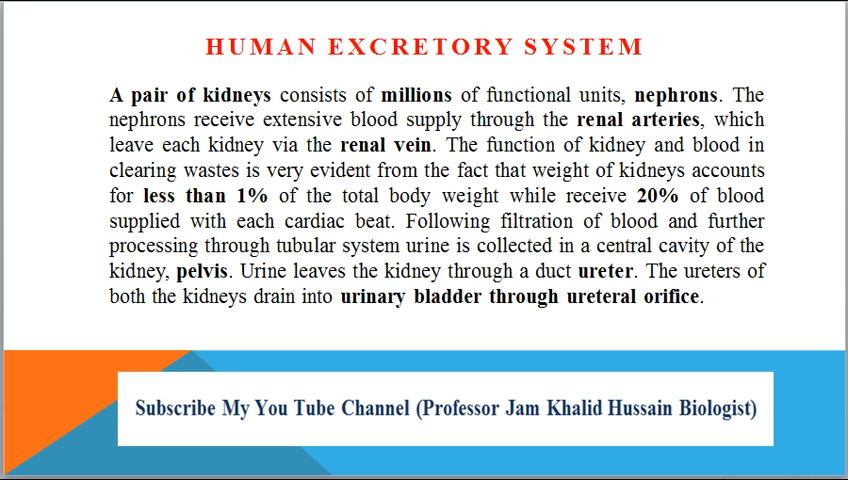 HUMAN EXCRETORY SYSTEM
A pair of kidneys consists of millions of functional units, nephrons. The
nephrons receive extensive blood supply through the renal arteries, which
leave each kidney via the renal vein. The function of kidney and blood in
clearing wastes is very evident from the fact that weight of kidneys accounts
for less than 1% of the total body weight while receive 20% of blood
supplied with each cardiac beat. Following filtration of blood and further
processing through tubular system urine is collected in a central cavity of the
kidney, pelvis. Urine leaves the kidney through a duct ureter. The ureters of
both the kidneys drain into urinary bladder through ureteral orifice.
Subscribe My You Tube Channel (Professor Jam Khalid Hussain Biologist)